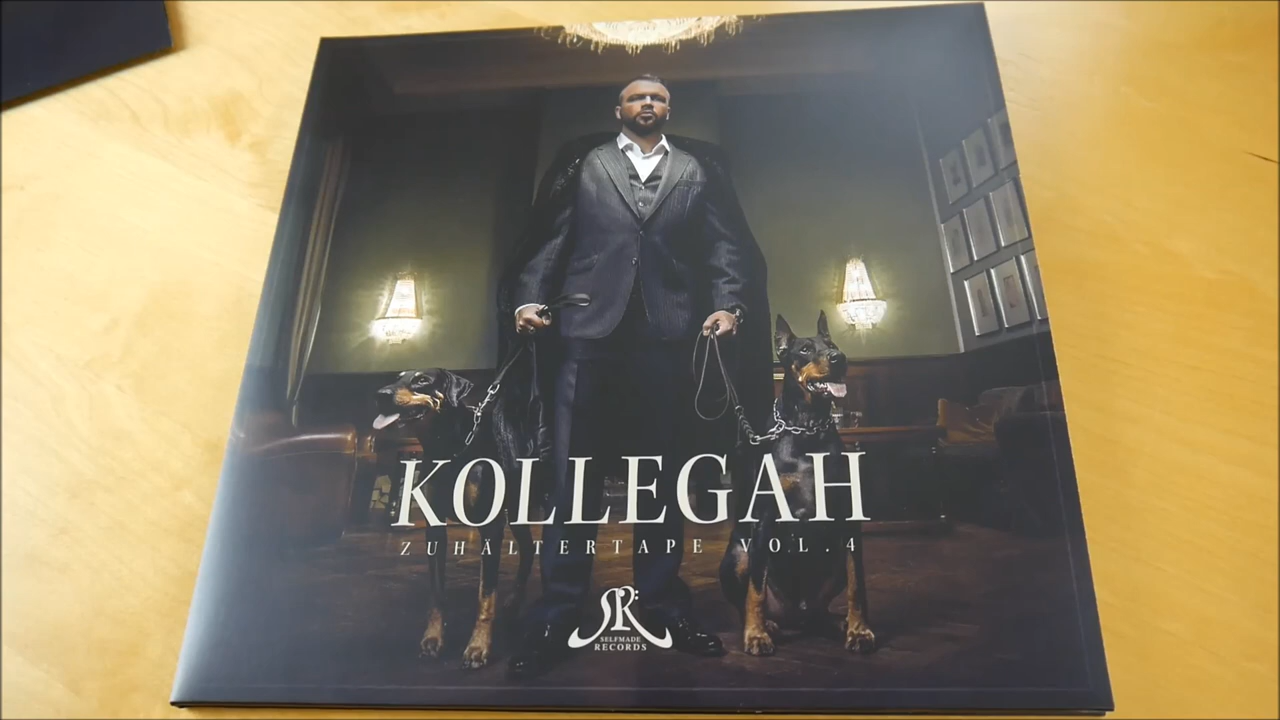 KOLLEGAH
ZUHÄLTERTAPE VOL.4
SR
SELFMADE
RECORDS